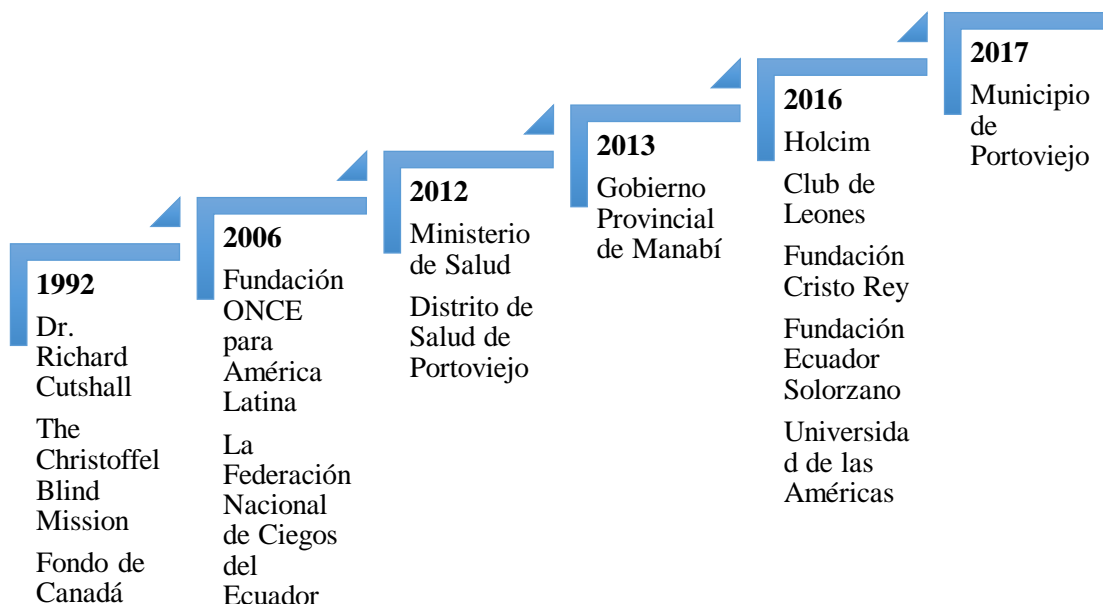 1992
Dr.
Richard
Cutshall
The
Christoffel
Blind
Mission
Fondo de
Canadá
2006
Fundación
ONCE
para
América
Latina
La
Federación
Nacional
de Ciegos
del
Ecuador
2012
Ministerio
de Salud
Distrito de
Salud de
Portoviejo
2013
Gobierno
Provincial
de Manabí
2016
Holcim
Club de
Leones
Fundación
Cristo Rey
Fundación
Ecuador
Solorzano
Universida
d de las
Américas
2017
Municipio
de
Portoviejo